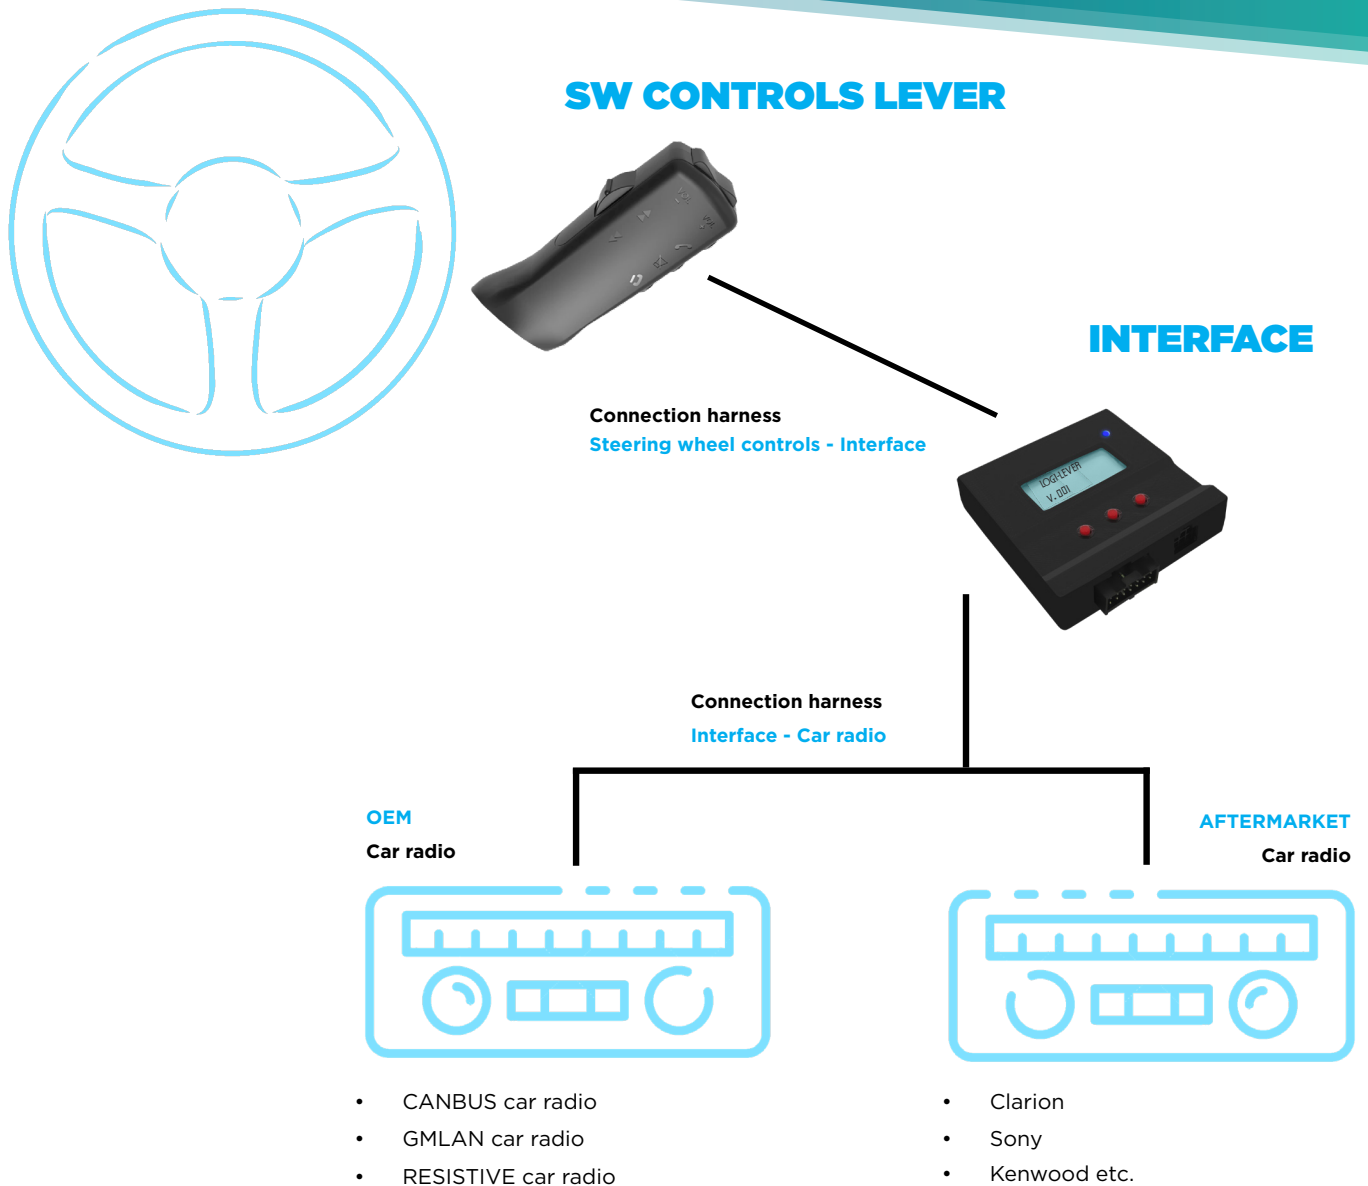 SW CONTROLS LEVER
INTERFACE
Connection harness
Steering wheel controls - Interface
LOGI-LEVER
V.001
Connection harness
Interface - Car radio
OEM
Car radio
AFTERMARKET
Car radio
• CANBUS car radio
• GMLAN car radio
• RESISTIVE car radio
• Clarion
• Sony
• Kenwood etc.